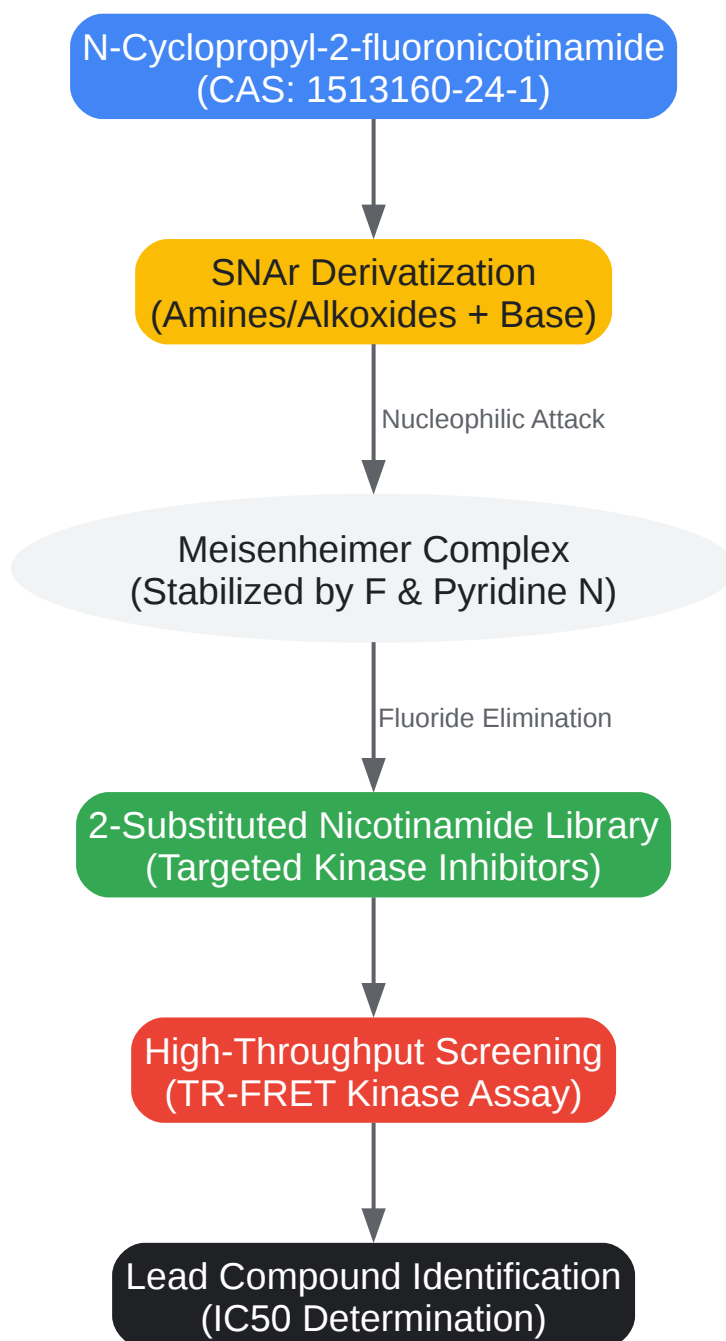 N-Cyclopropyl-2-fluoronicotinamide
(CAS: 1513160-24-1)
SNAr Derivatization
(Amines/Alkoxides + Base)
Nucleophilic Attack
Meisenheimer Complex
(Stabilized by F & Pyridine N)
Fluoride Elimination
2-Substituted Nicotinamide Library
(Targeted Kinase Inhibitors)
High-Throughput Screening
(TR-FRET Kinase Assay)
Lead Compound Identification
(IC50 Determination)